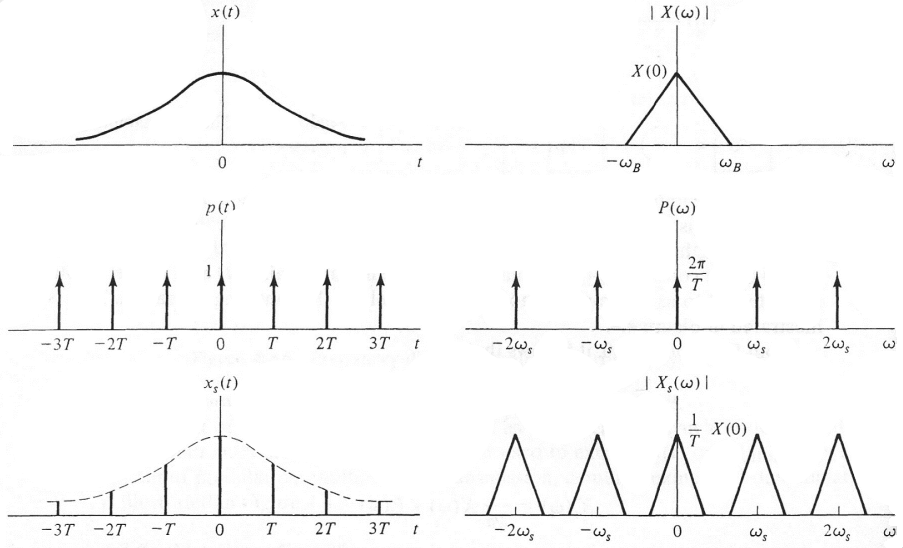 x(t)
| X(ω) |
X(0)
0
t
−ω_B
ω_B
ω
p(t)
P(ω)
1
2π
T
−3T −2T −T 0 T 2T 3T t
−2ω_s −ω_s 0 ω_s 2ω_s ω
x_s(t)
| X_s(ω) |
1
T
X(0)
−3T −2T −T 0 T 2T 3T t
−2ω_s −ω_s 0 ω_s 2ω_s ω